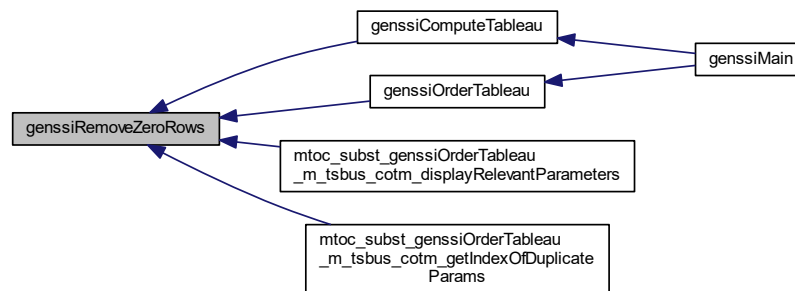 genssiComputeTableau
genssiMain
genssiOrderTableau
genssiRemoveZeroRows
mtoc_subst_genssiOrderTableau
_m_tsbus_cotm_displayRelevantParameters
mtoc_subst_genssiOrderTableau
_m_tsbus_cotm_getIndexOfDuplicate
Params